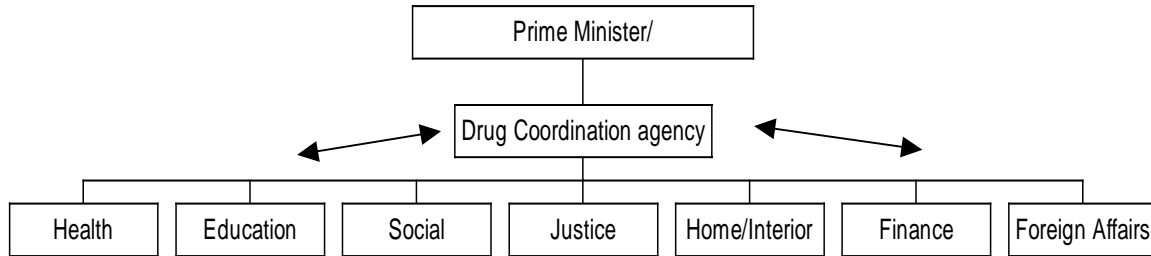 Prime Minister/
Drug Coordination agency
Health
Education
Social
Justice
Home/Interior
Finance
Foreign Affairs